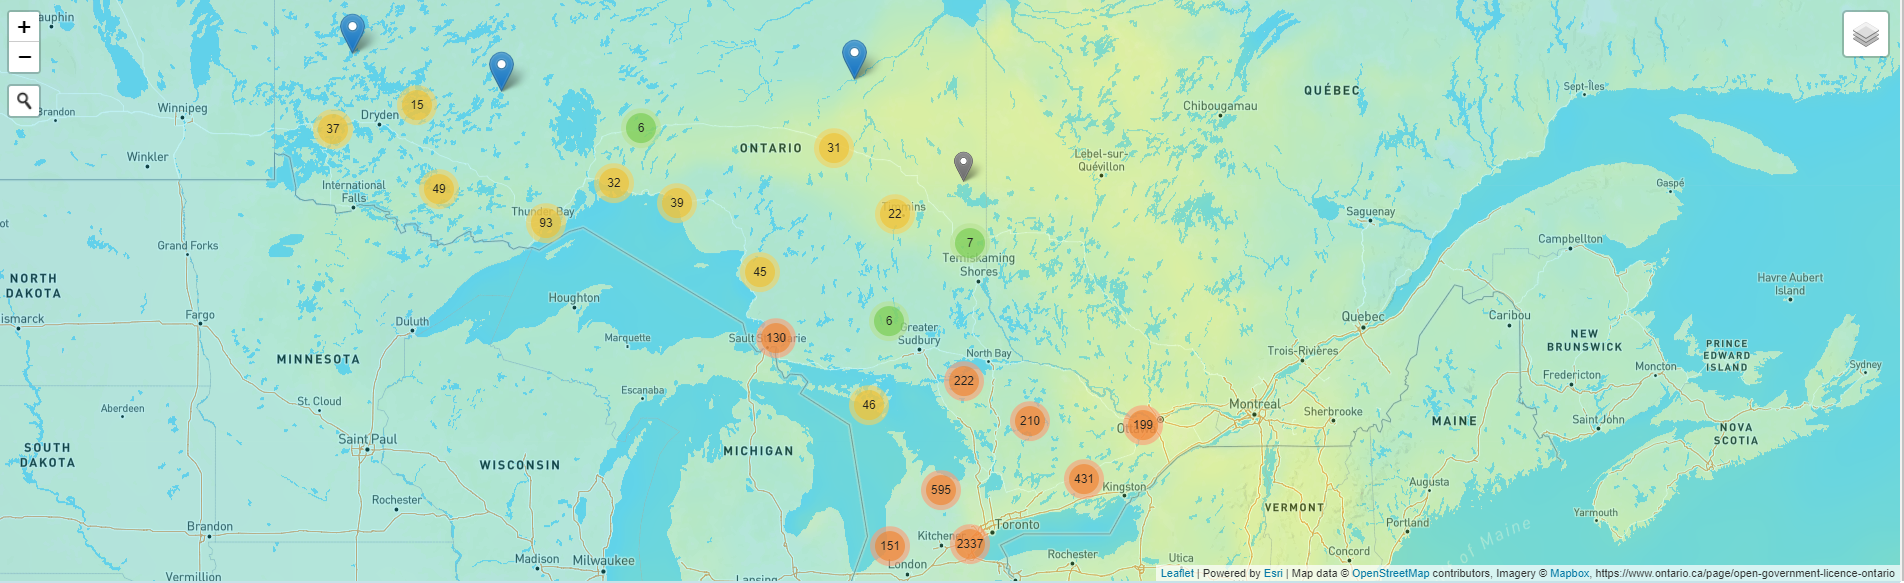 +
−
auphin
Brandon
Winnipeg
Winkler
37
15
Dryden
International
Falls
49
Thunder Bay
93
6
32
39
ONTARIO
31
22
7
Temiskaming
Shores
45
6
Greater
Sudbury
North Bay
130
222
46
210
199
431
Kingston
595
151
2337
Toronto
London
QUÉBEC
Chibougamau
Lebel-sur-
Quévillon
Sept-Îles
Gaspé
Saguenay
Campbellton
Havre Aubert
Island
Quebec
Caribou
NEW
BRUNSWICK
PRINCE
EDWARD
ISLAND
Trois-Rivières
Fredericton
Moncton
Sydney
Montreal
Sherbrooke
Saint John
MAINE
NOVA
SCOTIA
Augusta
Yarmouth
VERMONT
Portland
of Maine
Concord
Utica
Rochester
ot
Grand Forks
NORTH
DAKOTA
ismarck
Fargo
Duluth
Houghton
Marquette
MINNESOTA
Escanaba
Aberdeen
St. Cloud
SOUTH
DAKOTA
Saint Paul
WISCONSIN
MICHIGAN
Rochester
Brandon
Madison
Milwaukee
Lansing
Vermillion
Leaflet | Powered by Esri | Map data © OpenStreetMap contributors, Imagery © Mapbox, https://www.ontario.ca/page/open-government-licence-ontario